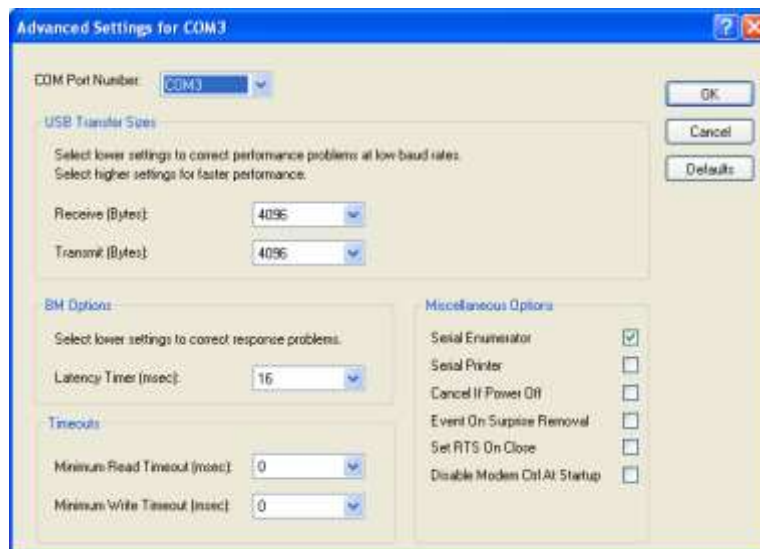 Advanced Settings for COM3
COM Port Number: COM3
OK
Cancel
Defaults
USB Transfer Sizes
Select lower settings to correct performance problems at low baud rates.
Select higher settings for faster performance.
Receive (Bytes): 4096
Transmit (Bytes): 4096
BM Options
Select lower settings to correct response problems.
Latency Timer (msec): 16
Timeouts
Minimum Read Timeout (msec): 0
Minimum Write Timeout (msec): 0
Miscellaneous Options
Serial Enumerator
Serial Printer
Cancel If Power Off
Event On Surprise Removal
Set RTS On Close
Disable Modem Ctrl At Startup